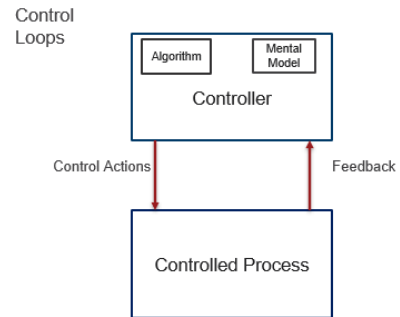 Control
Loops
Algorithm
Mental
Model
Controller
Control Actions
Feedback
Controlled Process